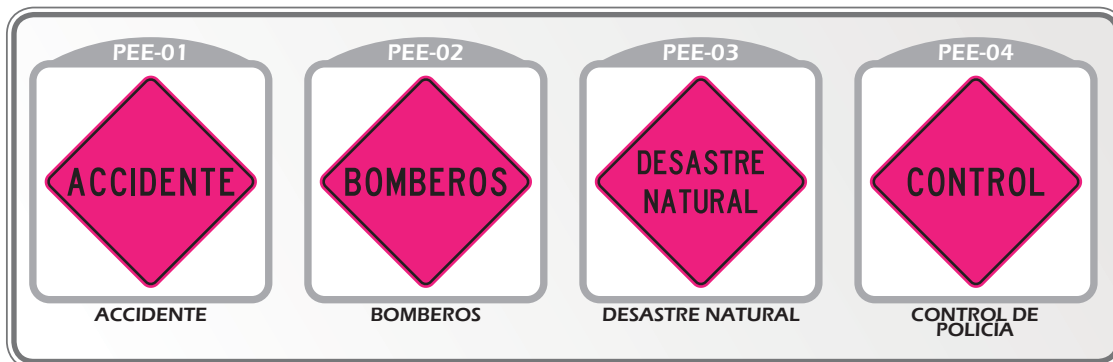 PEE-01
ACCIDENTE
ACCIDENTE
PEE-02
BOMBEROS
BOMBEROS
PEE-03
DESASTRE
NATURAL
DESASTRE NATURAL
PEE-04
CONTROL
CONTROL DE
POLICÍA